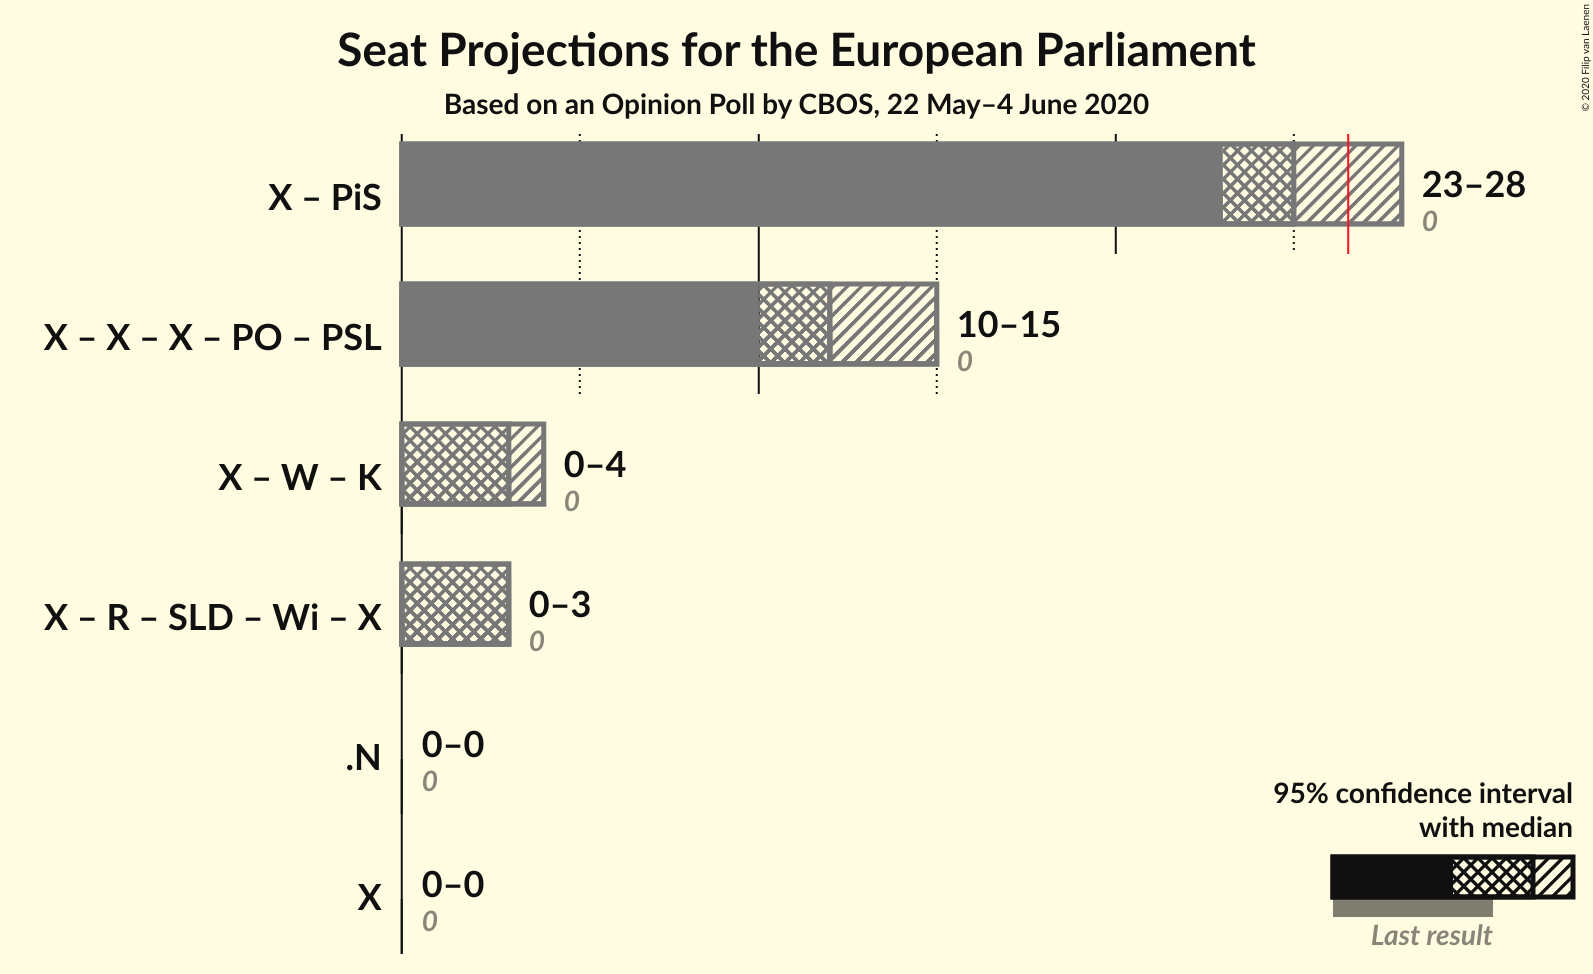 Seat Projections for the European Parliament
Based on an Opinion Poll by CBOS, 22 May–4 June 2020
© 2020 Filip van Laenen
X – PiS
23–28
0
X – X – X – PO – PSL
10–15
0
X – W – K
0–4
0
X – R – SLD – Wi – X
0–3
0
.N
0–0
0
X
0–0
0
95% confidence interval
with median
Last result